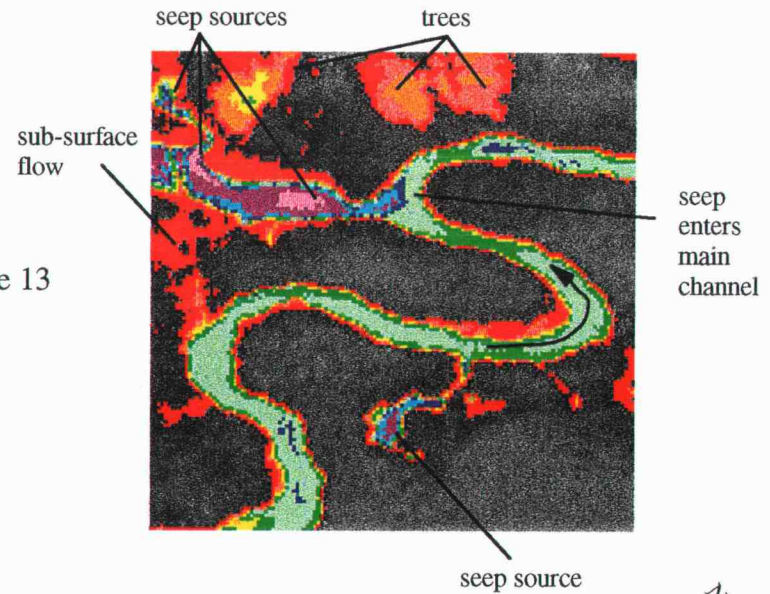 seep sources
trees
sub-surface
flow
seep
enters
main
channel
e 13
seep source